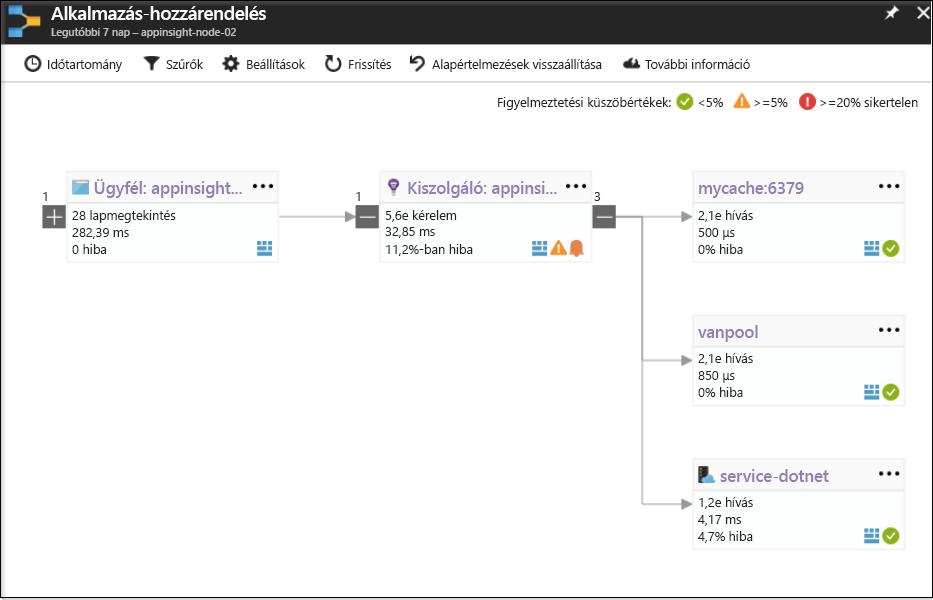 Alkalmazás-hozzárendelés
Legutóbbi 7 nap – appinsight-node-02
Időtartomány Szűrők Beállítások Frissítés Alapértelmezések visszaállítása További információ
Figyelmeztetési küszöbértékek: <5% >=5% >=20% sikertelen
1
Ügyfél: appinsight...
28 lapmegtekintés
282,39 ms
0 hiba
1
Kiszolgáló: appinsi...
5,6e kérelem
32,85 ms
11,2%-ban hiba
3
mycache:6379
2,1e hívás
500 µs
0% hiba
vanpool
2,1e hívás
850 µs
0% hiba
service-dotnet
1,2e hívás
4,17 ms
4,7% hiba